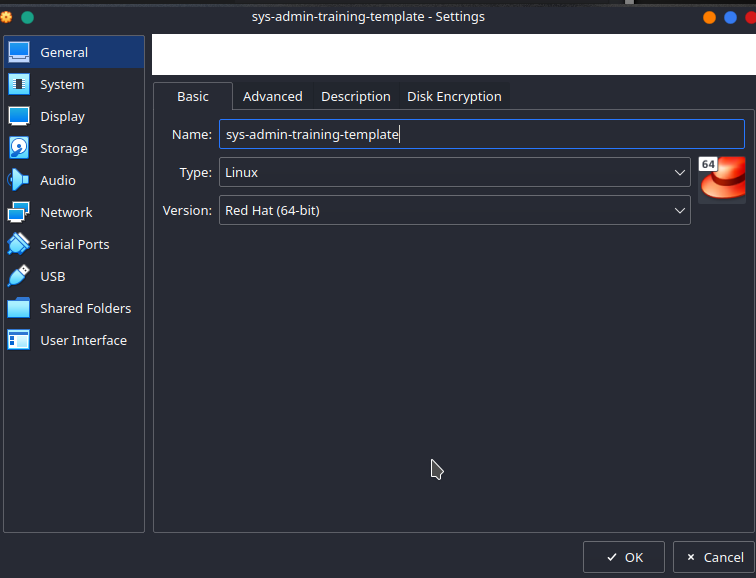 sys-admin-training-template - Settings
General
System
Display
Storage
Audio
Network
Serial Ports
USB
Shared Folders
User Interface
Basic Advanced Description Disk Encryption
Name: sys-admin-training-template
Type: Linux
64
Version: Red Hat (64-bit)
OK Cancel